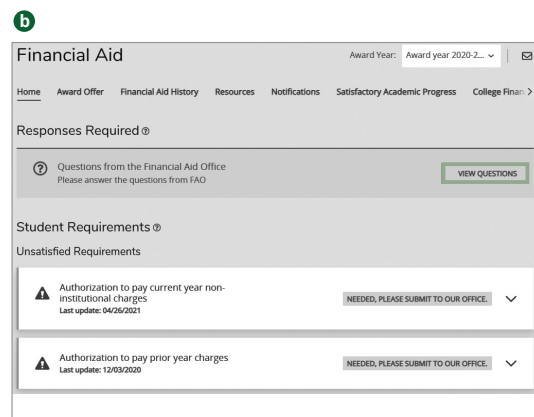 b
Financial Aid
Award Year: Award year 2020-2...
Home Award Offer Financial Aid History Resources Notifications Satisfactory Academic Progress College Finan
Responses Required
Questions from the Financial Aid Office
Please answer the questions from FAO
VIEW QUESTIONS
Student Requirements
Unsatisfied Requirements
Authorization to pay current year non-
institutional charges
Last update: 04/26/2021
NEEDED, PLEASE SUBMIT TO OUR OFFICE.
Authorization to pay prior year charges
Last update: 12/03/2020
NEEDED, PLEASE SUBMIT TO OUR OFFICE.